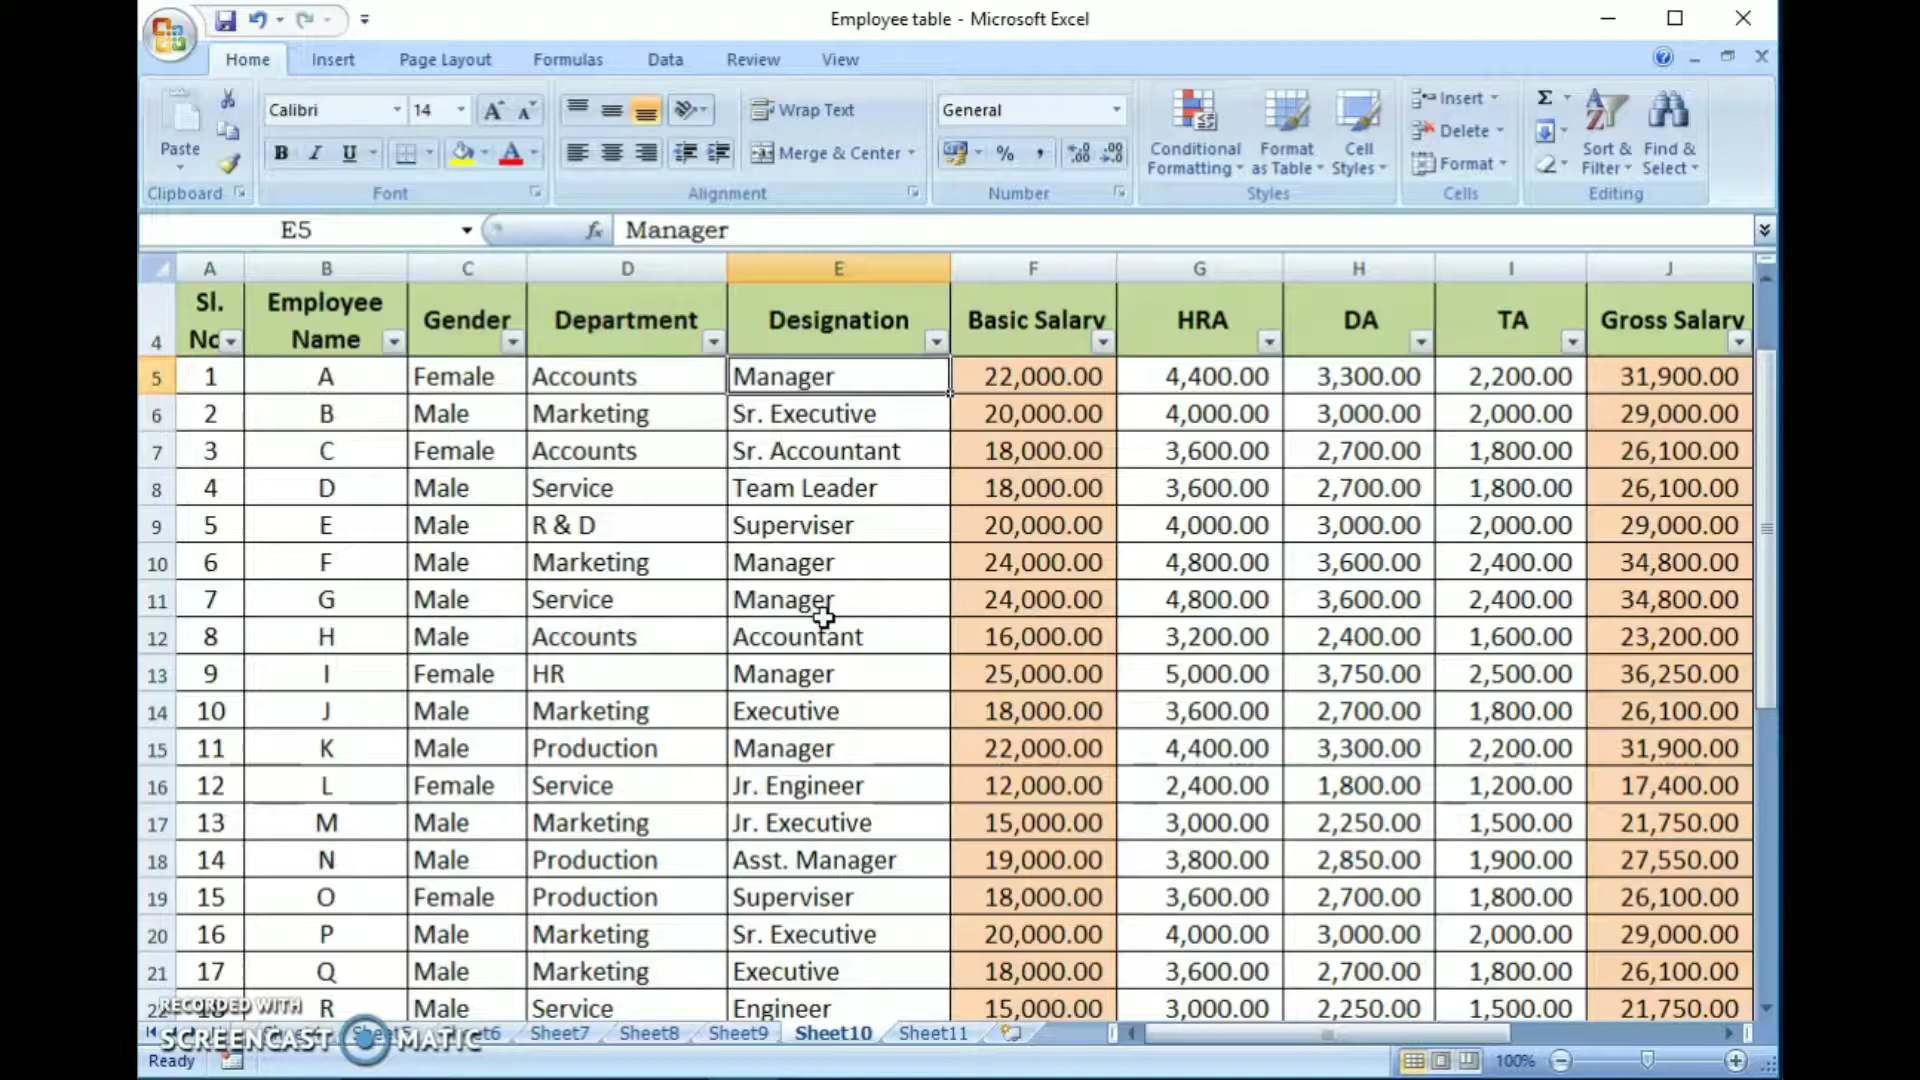 Employee table - Microsoft Excel
Home Insert Page Layout Formulas Data Review View
Calibri 14 Wrap Text General Insert
Paste B I U Merge & Center % Conditional Formatting Format as Table Cell Styles Delete Format Σ Sort & Filter Find & Select
Clipboard Font Alignment Number Styles Cells Editing
E5 fx Manager
A B C D E F G H I J
4 Sl. No Employee Name Gender Department Designation Basic Salary HRA DA TA Gross Salary
5 1 A Female Accounts Manager 22,000.00 4,400.00 3,300.00 2,200.00 31,900.00
6 2 B Male Marketing Sr. Executive 20,000.00 4,000.00 3,000.00 2,000.00 29,000.00
7 3 C Female Accounts Sr. Accountant 18,000.00 3,600.00 2,700.00 1,800.00 26,100.00
8 4 D Male Service Team Leader 18,000.00 3,600.00 2,700.00 1,800.00 26,100.00
9 5 E Male R & D Superviser 20,000.00 4,000.00 3,000.00 2,000.00 29,000.00
10 6 F Male Marketing Manager 24,000.00 4,800.00 3,600.00 2,400.00 34,800.00
11 7 G Male Service Manager 24,000.00 4,800.00 3,600.00 2,400.00 34,800.00
12 8 H Male Accounts Accountant 16,000.00 3,200.00 2,400.00 1,600.00 23,200.00
13 9 I Female HR Manager 25,000.00 5,000.00 3,750.00 2,500.00 36,250.00
14 10 J Male Marketing Executive 18,000.00 3,600.00 2,700.00 1,800.00 26,100.00
15 11 K Male Production Manager 22,000.00 4,400.00 3,300.00 2,200.00 31,900.00
16 12 L Female Service Jr. Engineer 12,000.00 2,400.00 1,800.00 1,200.00 17,400.00
17 13 M Male Marketing Jr. Executive 15,000.00 3,000.00 2,250.00 1,500.00 21,750.00
18 14 N Male Production Asst. Manager 19,000.00 3,800.00 2,850.00 1,900.00 27,550.00
19 15 O Female Production Superviser 18,000.00 3,600.00 2,700.00 1,800.00 26,100.00
20 16 P Male Marketing Sr. Executive 20,000.00 4,000.00 3,000.00 2,000.00 29,000.00
21 17 Q Male Marketing Executive 18,000.00 3,600.00 2,700.00 1,800.00 26,100.00
22 18 R Male Service Engineer 15,000.00 3,000.00 2,250.00 1,500.00 21,750.00
RECORDED WITH
SCREENCAST MATIC
Sheet7 Sheet8 Sheet9 Sheet10 Sheet11
Ready 100%